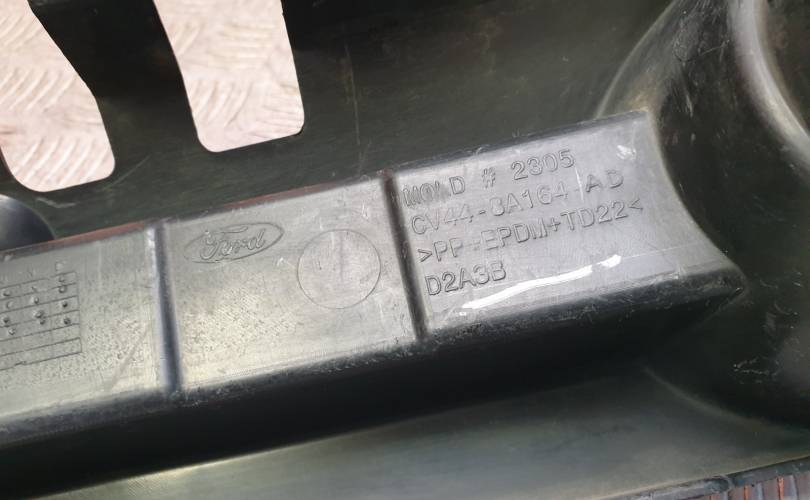 Ford
MOLD # 2305
CV44-8A164 AD
>PP+EPDM+TD22<
D2A3B